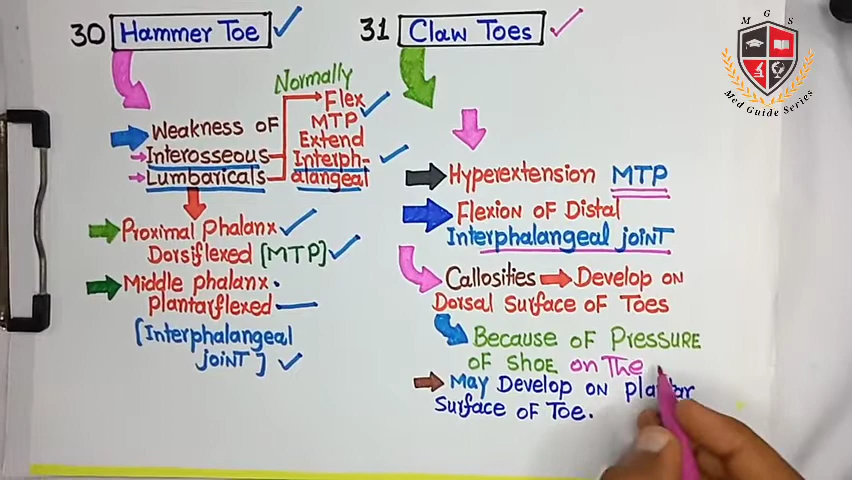 30 Hammer Toe
Normally
Flex
MTP
Extend
Interph-
alangeal
Weakness of
Interosseous
Lumbaricals
Proximal Phalanx
Dorsiflexed [MTP]
Middle phalanx.
plantarflexed
[Interphalangeal
joint]
31 Claw Toes
Hyperextension MTP
Flexion of Distal
Interphalangeal joint
Callosities Develop on
Dorsal Surface of Toes
Because of Pressure
of Shoe on The
May Develop on plantar
Surface of Toe.
M G S
Med Guide Series